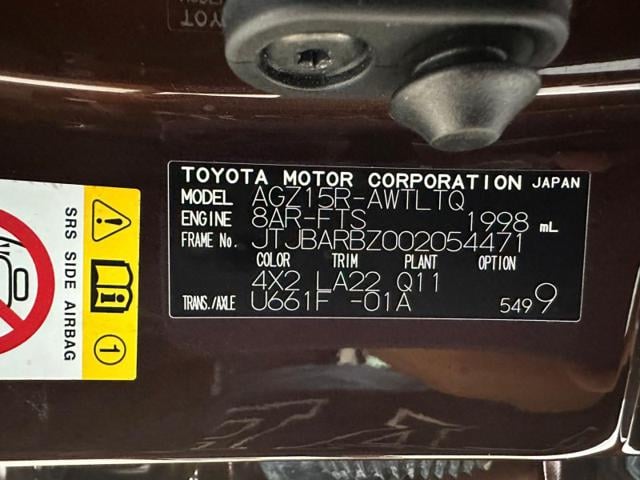 TOYOTA MOTOR CORPORATION JAPAN
MODEL AGZ15R-AWTLTQ
ENGINE 8AR-FTS 1998 mL
FRAME No. JTJBARBZ002054471
COLOR TRIM PLANT OPTION
4X2 LA22 Q11
TRANS./AXLE U661F -01A 5499
SRS SIDE AIRBAG
1